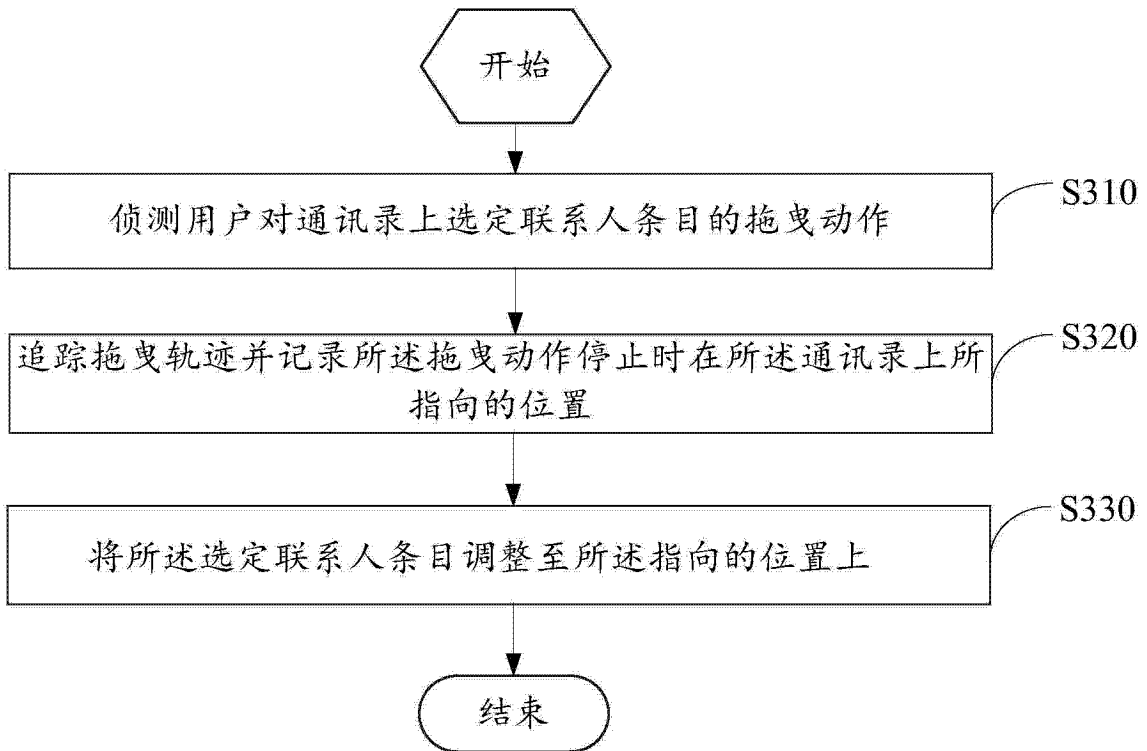 开始
侦测用户对通讯录上选定联系人条目的拖曳动作
S310
追踪拖曳轨迹并记录所述拖曳动作停止时在所述通讯录上所
指向的位置
S320
将所述选定联系人条目调整至所述指向的位置上
S330
结束